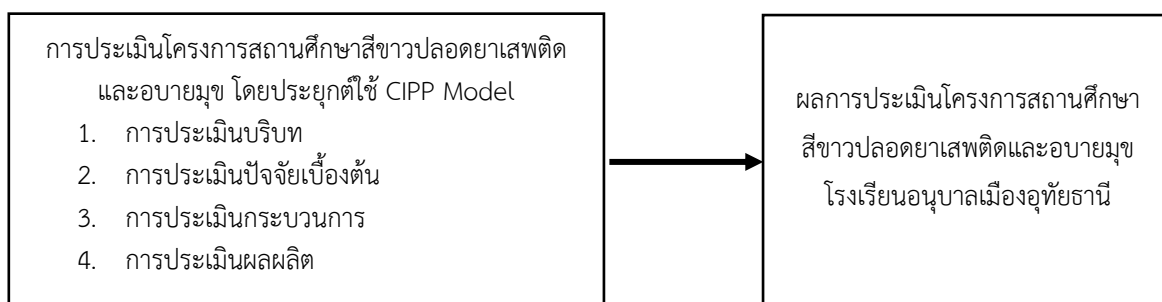 การประเมินโครงการสถานศึกษาสีขาวปลอดยาเสพติด
และอบายมุข โดยประยุกต์ใช้ CIPP Model
1. การประเมินบริบท
2. การประเมินปัจจัยเบื้องต้น
3. การประเมินกระบวนการ
4. การประเมินผลผลิต
ผลการประเมินโครงการสถานศึกษา
สีขาวปลอดยาเสพติดและอบายมุข
โรงเรียนอนุบาลเมืองอุทัยธานี